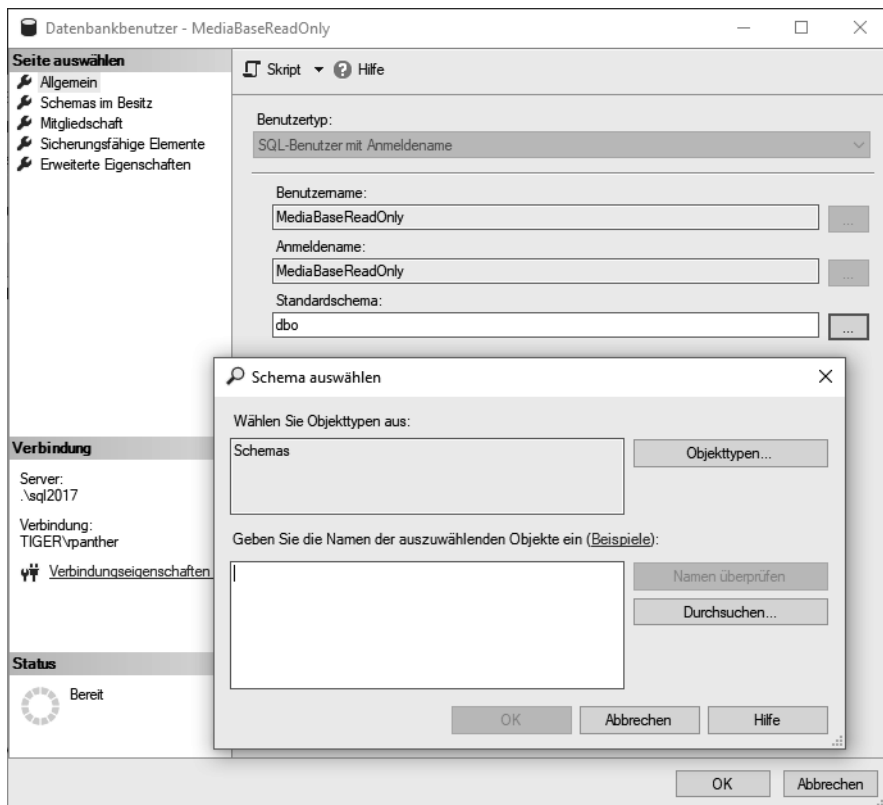 Datenbankbenutzer - MediaBaseReadOnly
Seite auswählen
Allgemein
Schemas im Besitz
Mitgliedschaft
Sicherungsfähige Elemente
Erweiterte Eigenschaften
Skript
Hilfe
Benutzertyp:
SQL-Benutzer mit Anmeldename
Benutzername:
MediaBaseReadOnly
...
Anmeldename:
MediaBaseReadOnly
...
Standardschema:
dbo
...
Verbindung
Server:
.\sql2017
Verbindung:
TIGER\rpanther
Verbindungseigenschaften
Status
Bereit
Schema auswählen
Wählen Sie Objekttypen aus:
Schemas
Objekttypen...
Geben Sie die Namen der auszuwählenden Objekte ein (Beispiele):
Namen überprüfen
Durchsuchen...
OK Abbrechen Hilfe
OK Abbrechen